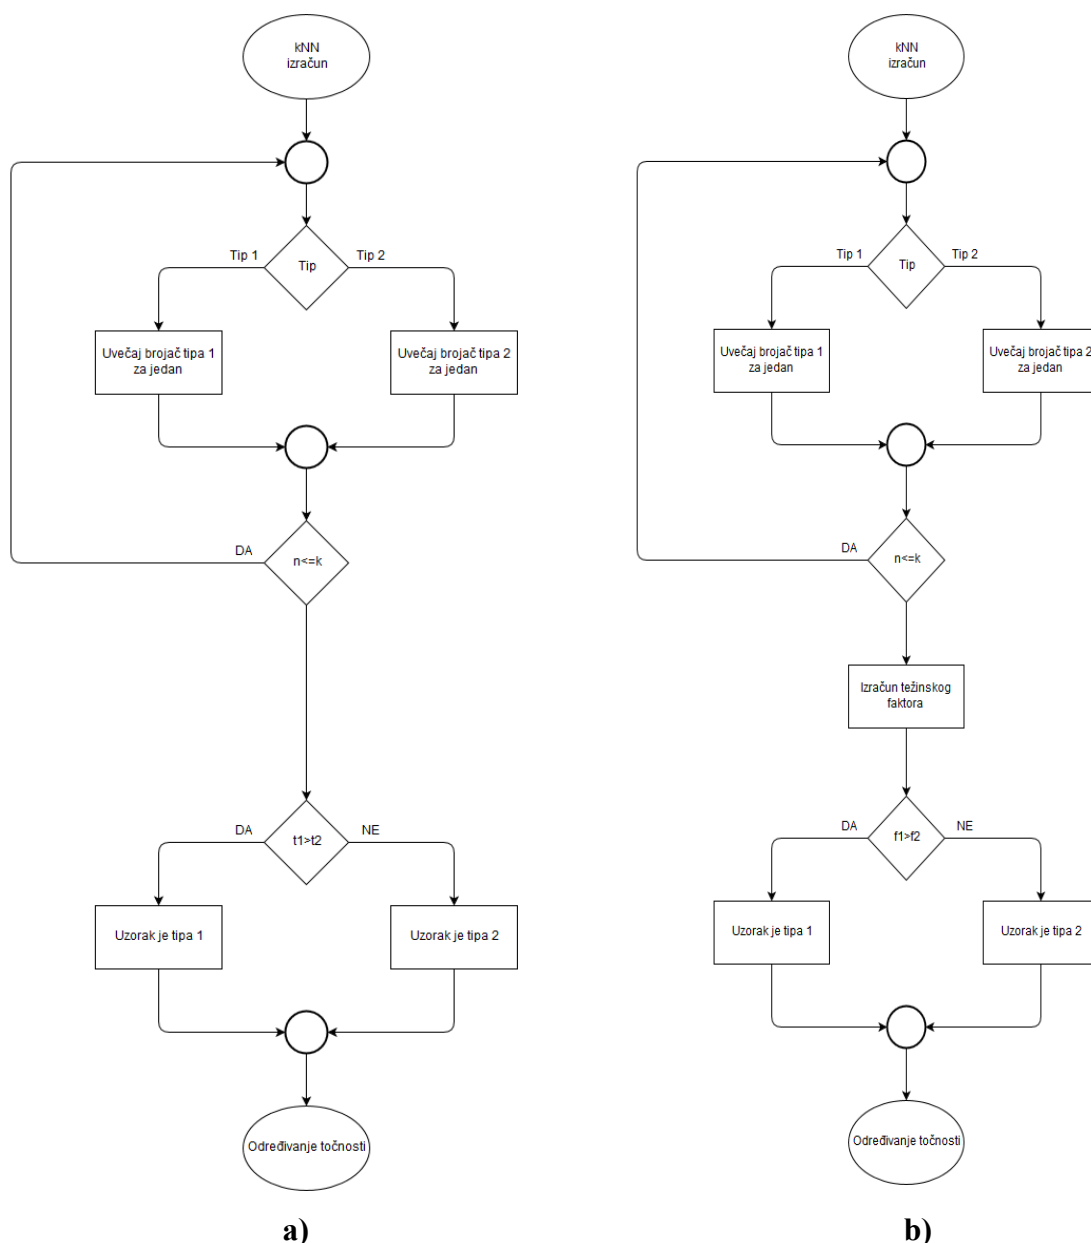 kNN
izračun
Tip 1
Tip
Tip 2
Uvečaj brojač tipa 1
za jedan
Uvečaj brojač tipa 2
za jedan
DA
n<=k
DA
t1>t2
NE
Uzorak je tipa 1
Uzorak je tipa 2
Određivanje točnosti
a)
kNN
izračun
Tip 1
Tip
Tip 2
Uvečaj brojač tipa 1
za jedan
Uvečaj brojač tipa 2
za jedan
DA
n<=k
Izračun težinskog
faktora
DA
f1>f2
NE
Uzorak je tipa 1
Uzorak je tipa 2
Određivanje točnosti
b)